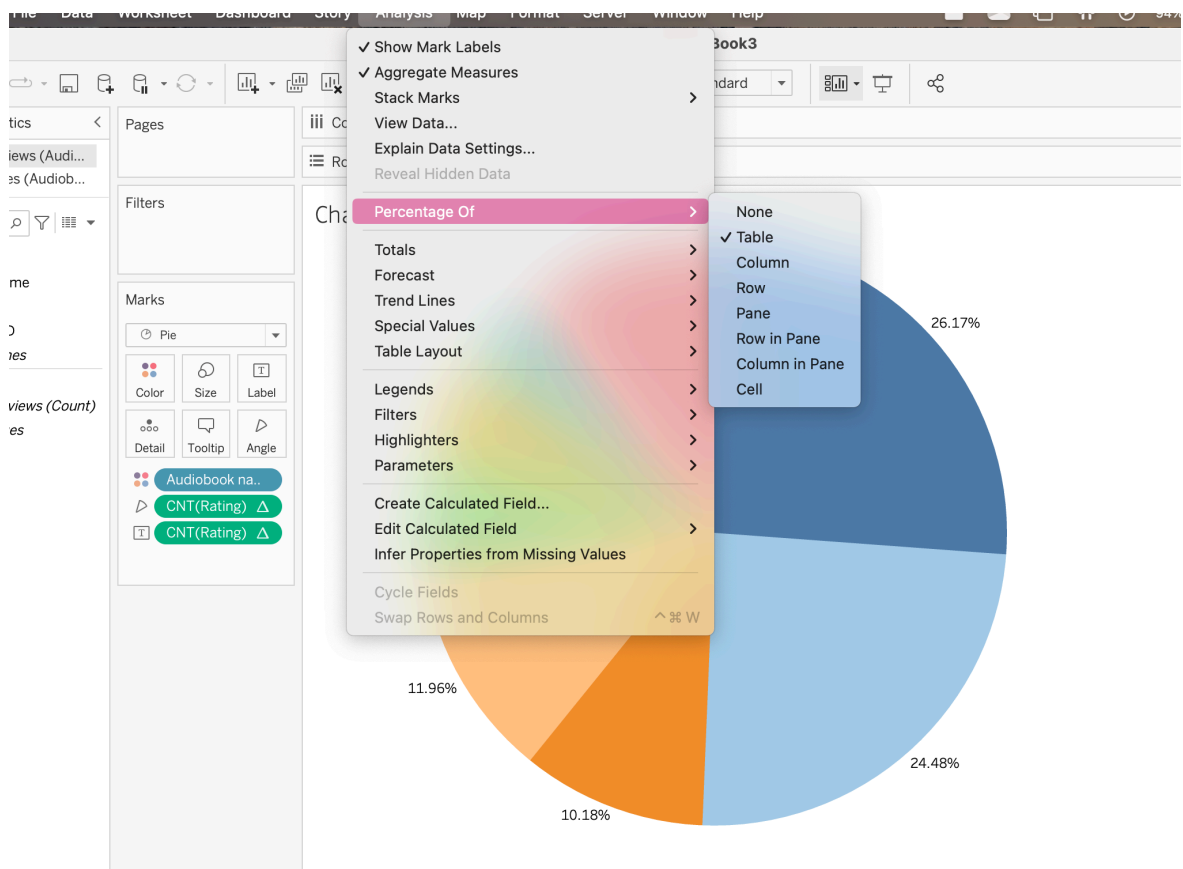 File Data Worksheet Dashboard Story Analysis Map Format Server Window Help 94%
Book3
ndard
tics
iews (Audi...
es (Audiob...
me
nes
views (Count)
es
Pages
Filters
Marks
Pie
Color Size Label
Detail Tooltip Angle
Audiobook na..
CNT(Rating)
CNT(Rating)
Co
Ro
Cha
Show Mark Labels
Aggregate Measures
Stack Marks
View Data...
Explain Data Settings...
Reveal Hidden Data
Percentage Of
Totals
Forecast
Trend Lines
Special Values
Table Layout
Legends
Filters
Highlighters
Parameters
Create Calculated Field...
Edit Calculated Field
Infer Properties from Missing Values
Cycle Fields
Swap Rows and Columns ^ ⌘ W
None
Table
Column
Row
Pane
Row in Pane
Column in Pane
Cell
26.17%
24.48%
10.18%
11.96%